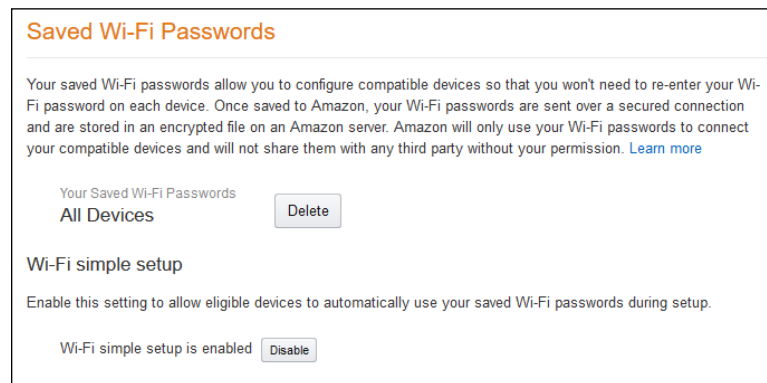 Saved Wi-Fi Passwords
Your saved Wi-Fi passwords allow you to configure compatible devices so that you won't need to re-enter your Wi-
Fi password on each device. Once saved to Amazon, your Wi-Fi passwords are sent over a secured connection
and are stored in an encrypted file on an Amazon server. Amazon will only use your Wi-Fi passwords to connect
your compatible devices and will not share them with any third party without your permission. Learn more
Your Saved Wi-Fi Passwords
All Devices Delete
Wi-Fi simple setup
Enable this setting to allow eligible devices to automatically use your saved Wi-Fi passwords during setup.
Wi-Fi simple setup is enabled Disable